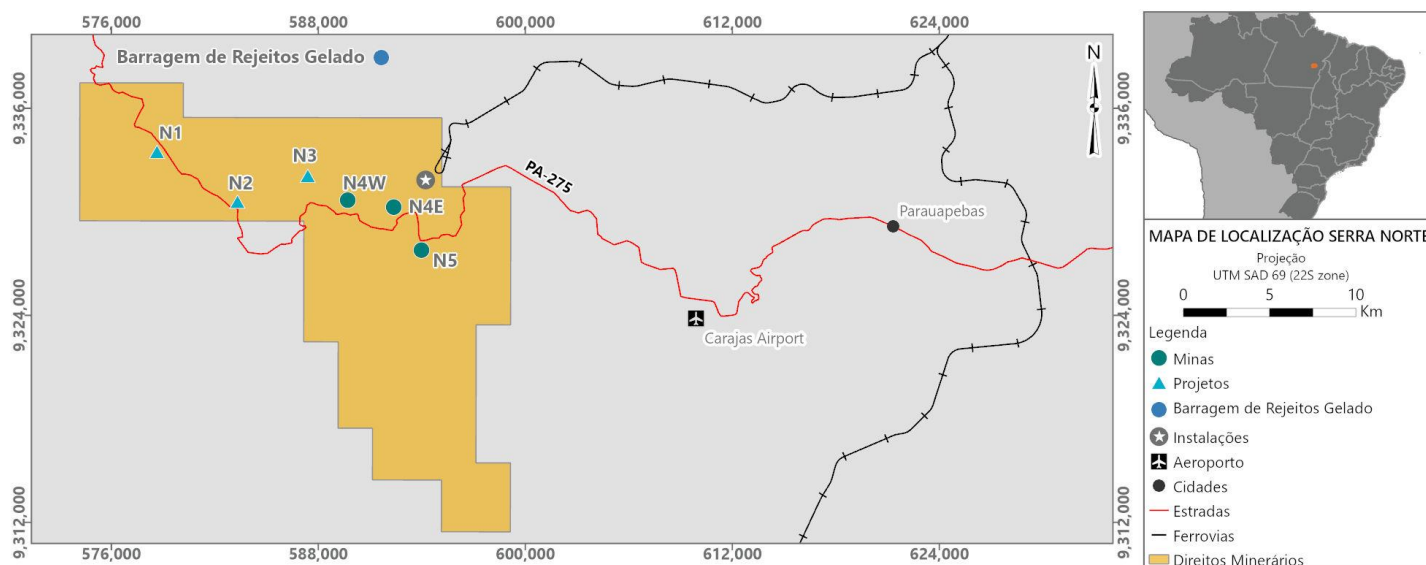 576,000
588,000
600,000
612,000
624,000
Barragem de Rejeitos Gelado
N
9,336,000
9,336,000
N1
N3
N2
N4W
N4E
N5
PA-275
Parauapebas
Carajas Airport
9,324,000
9,324,000
9,312,000
9,312,000
576,000
588,000
600,000
612,000
624,000
MAPA DE LOCALIZAÇÃO SERRA NORTE
Projeção
UTM SAD 69 (22S zone)
0 5 10
Km
Legenda
Minas
Projetos
Barragem de Rejeitos Gelado
Instalações
Aeroporto
Cidades
Estradas
Ferrovias
Direitos Minerários